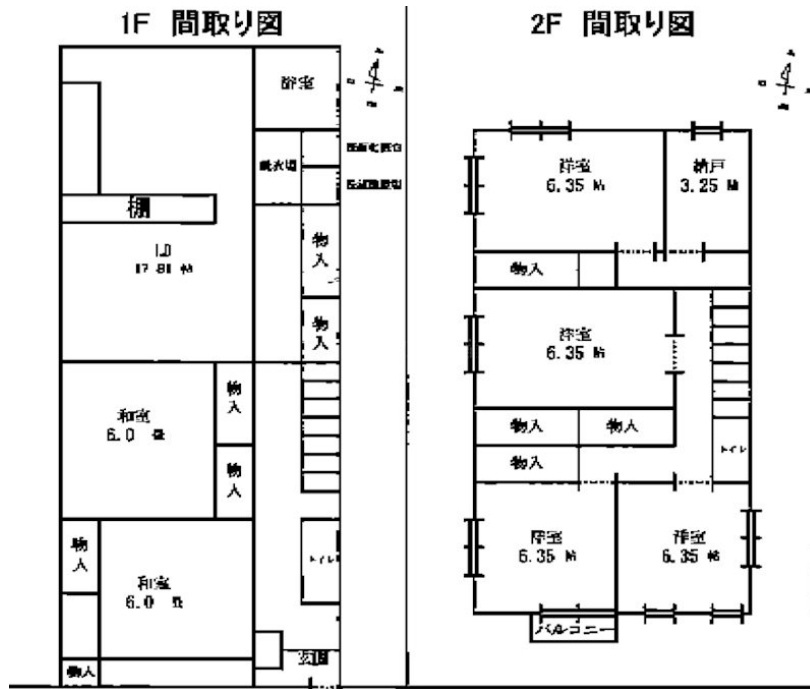 1F 間取り図
浴室
脱衣場
棚
LD
17.81 帖
物入
物入
和室
6.0 畳
物入
物入
物入
和室
6.0 畳
トイレ
物入
玄関
2F 間取り図
洋室
6.35 帖
納戸
3.25 帖
物入
洋室
6.35 帖
物入
物入
物入
トイレ
洋室
6.35 帖
洋室
6.35 帖
バルコニー